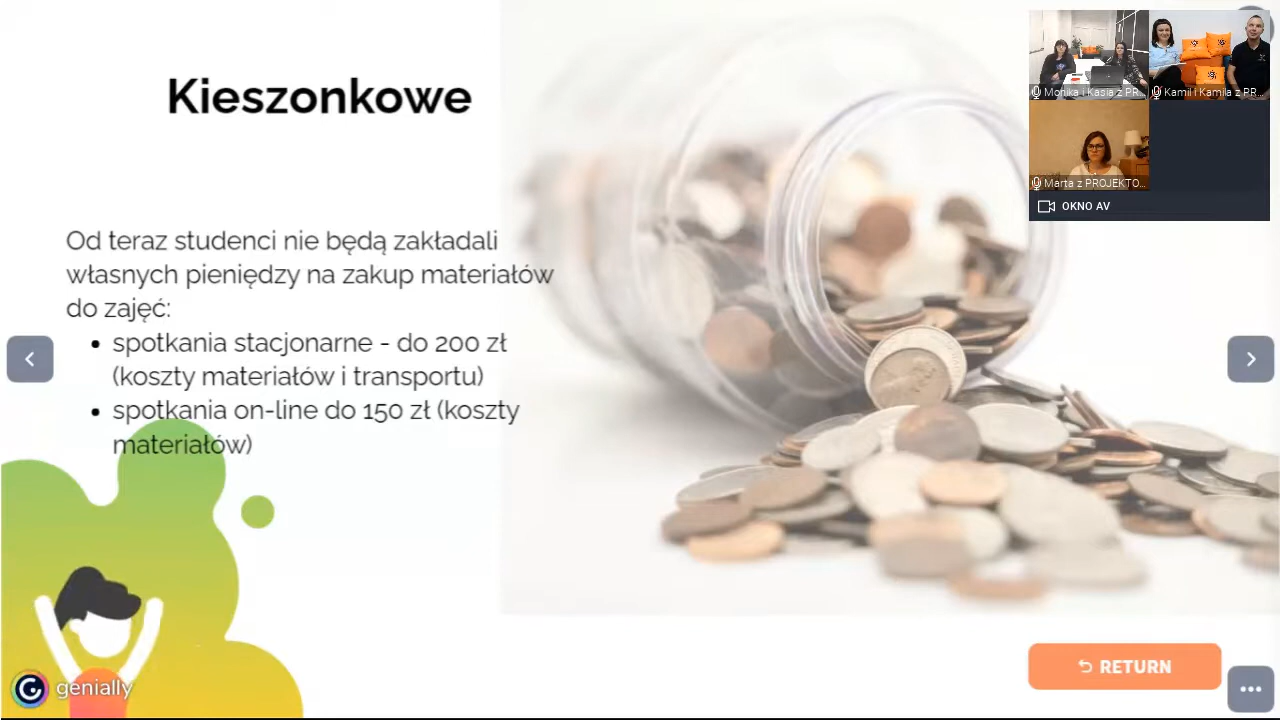 Kieszonkowe
Od teraz studenci nie będą zakładali
własnych pieniędzy na zakup materiałów
do zajęć:
spotkania stacjonarne - do 200 zł
(koszty materiałów i transportu)
spotkania on-line do 150 zł (koszty
materiałów)
Monika i Kasia z PR...
Kamil i Kamila z PR...
Marta z PROJEKTO...
OKNO AV
genially
RETURN